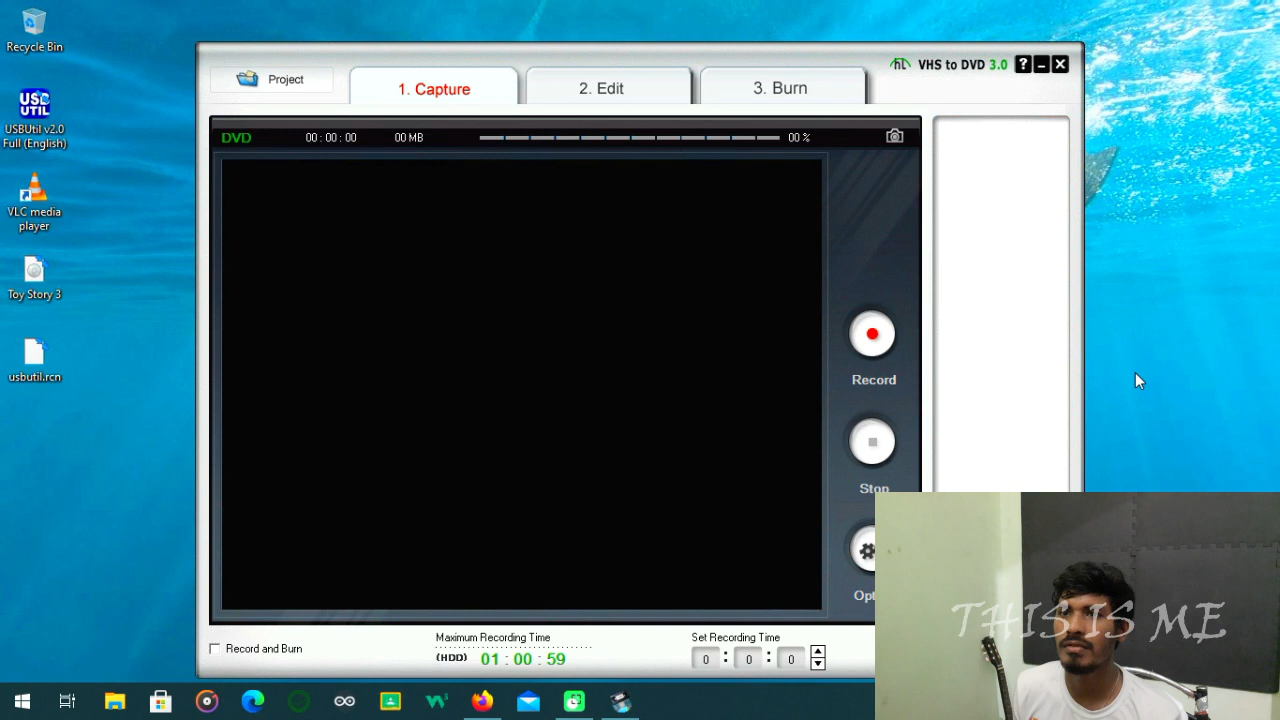 Recycle Bin
USB
UTIL
USBUtil v2.0
Full (English)
VLC media
player
Toy Story 3
usbutil.rcn
Project
1. Capture
2. Edit
3. Burn
VHS to DVD 3.0
?
DVD
00 : 00 : 00
00 MB
00 %
Record
Stop
Opt
Record and Burn
Maximum Recording Time
(HDD) 01 : 00 : 59
Set Recording Time
0 : 0 : 0
THIS IS ME